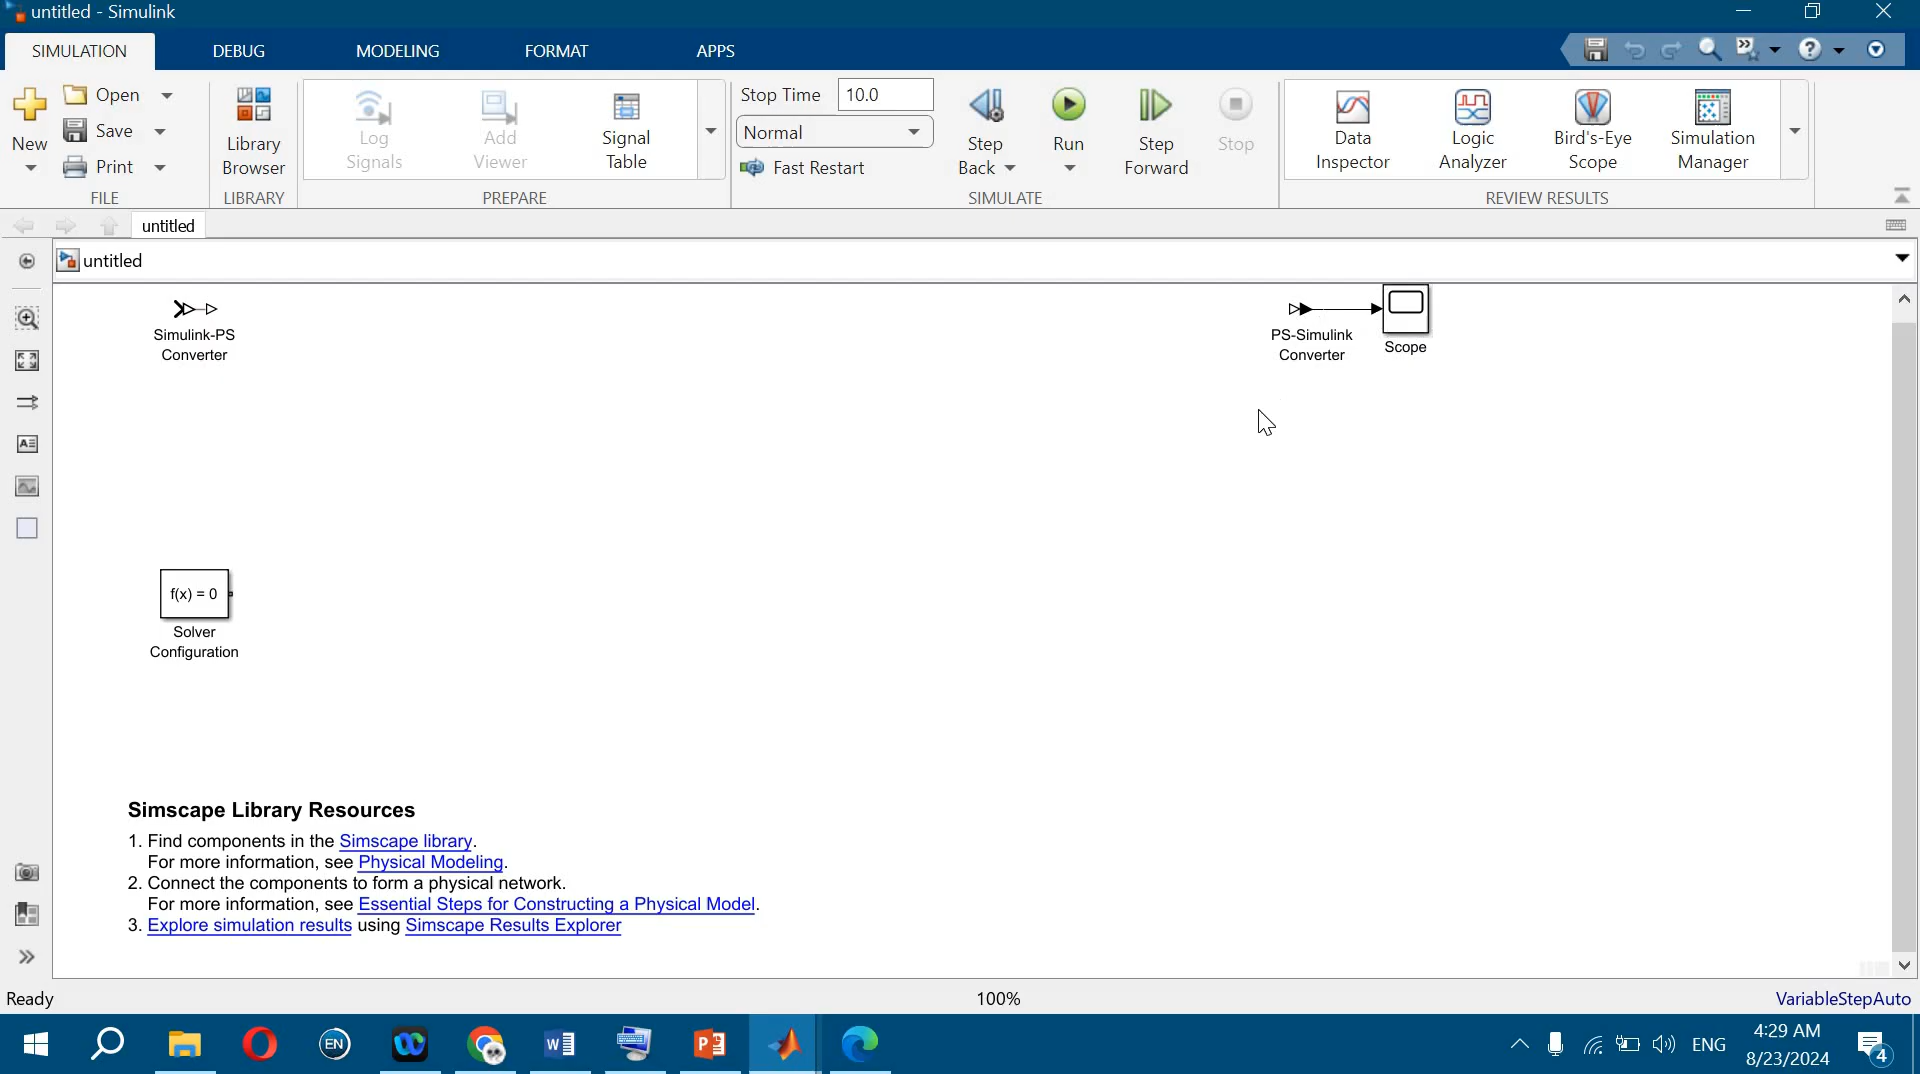 untitled - Simulink
SIMULATION DEBUG MODELING FORMAT APPS
New
Open
Save
Print
FILE
Library
Browser
LIBRARY
Log
Signals
Add
Viewer
Signal
Table
PREPARE
Stop Time 10.0
Normal
Fast Restart
Step
Back
Run
Step
Forward
Stop
SIMULATE
Data
Inspector
Logic
Analyzer
Bird's-Eye
Scope
Simulation
Manager
REVIEW RESULTS
untitled
untitled
Simulink-PS
Converter
PS-Simulink
Converter
Scope
f(x) = 0
Solver
Configuration
Simscape Library Resources
1. Find components in the Simscape library.
For more information, see Physical Modeling.
2. Connect the components to form a physical network.
For more information, see Essential Steps for Constructing a Physical Model.
3. Explore simulation results using Simscape Results Explorer
Ready 100% VariableStepAuto
EN
ENG
4:29 AM
8/23/2024
4